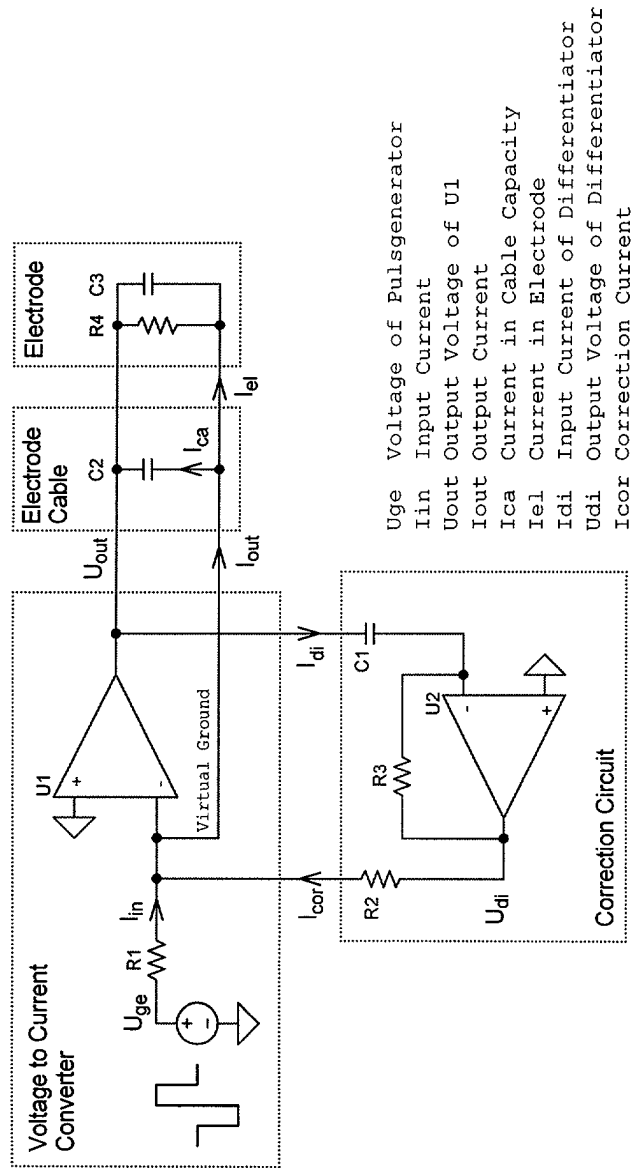 Voltage to Current
Converter
Uge
R1
Iin
U1
+
-
+
-
Virtual Ground
Uout
Iout
Electrode
Cable
C2
Ica
Iel
Electrode
R4
C3
Idi
C1
Icor
R2
R3
U2
-
+
Udi
Correction Circuit
Uge Voltage of Pulsgenerator
Iin Input Current
Uout Output Voltage of U1
Iout Output Current
Ica Current in Cable Capacity
Iel Current in Electrode
Idi Input Current of Differentiator
Udi Output Voltage of Differentiator
Icor Correction Current